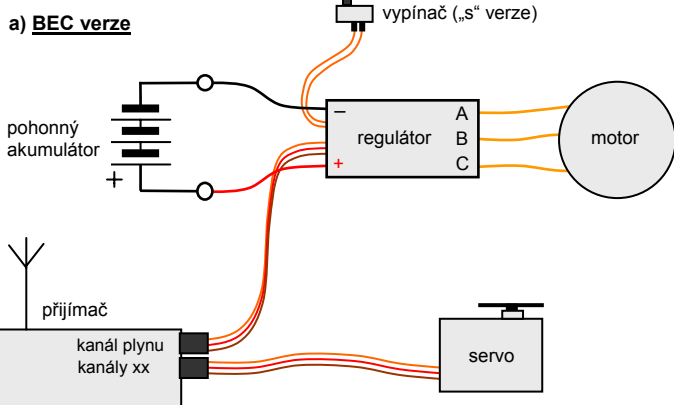 a) BEC verze
vypínač („s“ verze)
pohonný
akumulátor
+
−
+
regulátor
A
B
C
motor
přijímač
kanál plynu
kanály xx
servo